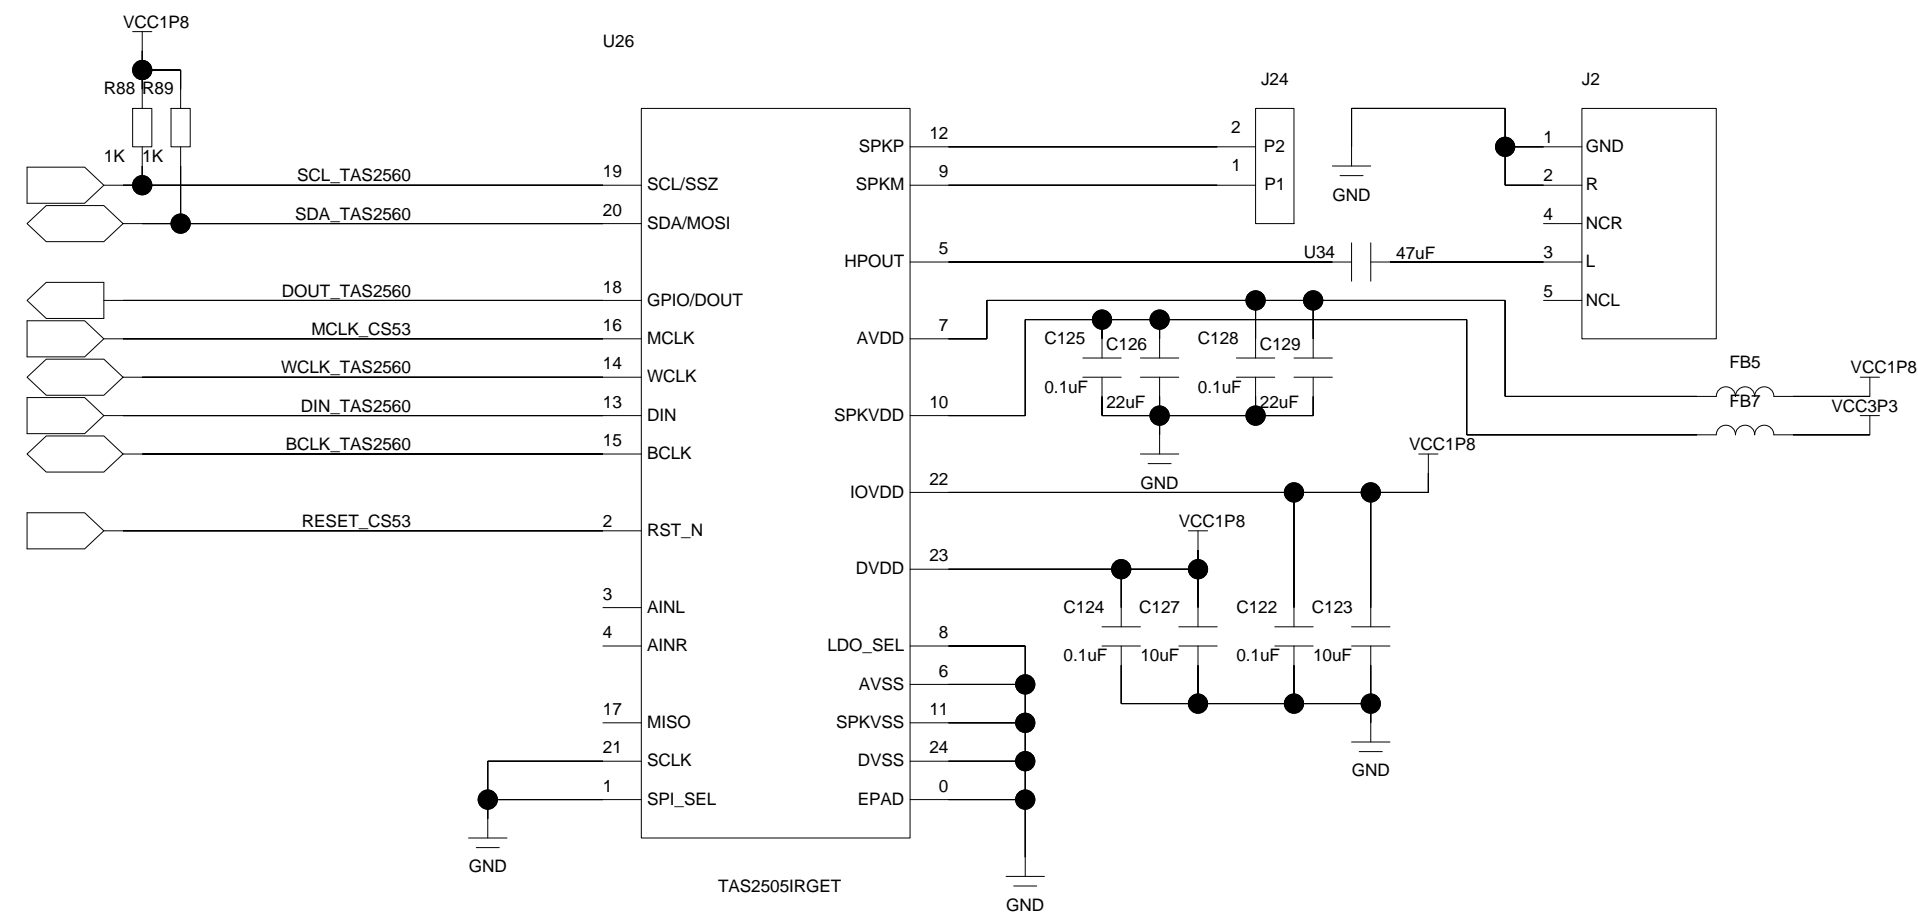 VCC1P8
U26
R88 R89
1K 1K
J24
J2
SCL_TAS2560 19 SCL/SSZ
SDA_TAS2560 20 SDA/MOSI
DOUT_TAS2560 18 GPIO/DOUT
MCLK_CS53 16 MCLK
WCLK_TAS2560 14 WCLK
DIN_TAS2560 13 DIN
BCLK_TAS2560 15 BCLK
RESET_CS53 2 RST_N
3 AINL
4 AINR
17 MISO
21 SCLK
1 SPI_SEL
GND
TAS2505IRGET
SPKP 12
SPKM 9
HPOUT 5
AVDD 7
SPKVDD 10
IOVDD 22
DVDD 23
LDO_SEL 8
AVSS 6
SPKVSS 11
DVSS 24
EPAD 0
GND
2 P2
1 P1
GND
1 GND
2 R
4 NCR
3 L
5 NCL
U34 47uF
C125 C126 C128 C129
0.1uF 22uF 0.1uF 22uF
GND
FB5
VCC1P8
FB7
VCC3P3
VCC1P8
VCC1P8
C124 C127 C122 C123
0.1uF 10uF 0.1uF 10uF
GND